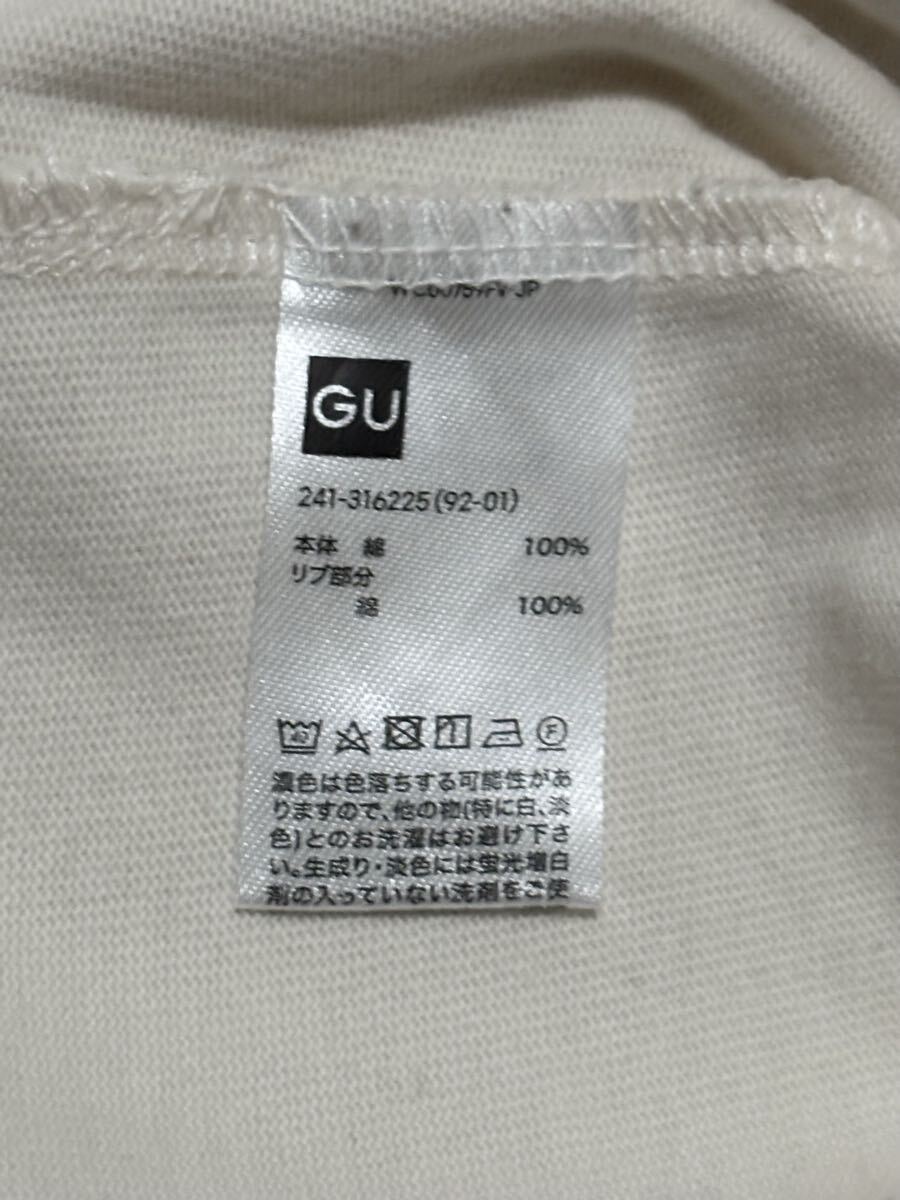 GU
241-316225(92-01)
本体 綿 100%
リブ部分
綿 100%
40 F
濃色は色落ちする可能性があ
りますので、他の物(特に白、淡
色)とのお洗濯はお避け下さ
い。生成り・淡色には蛍光増白
剤の入っていない洗剤をご使